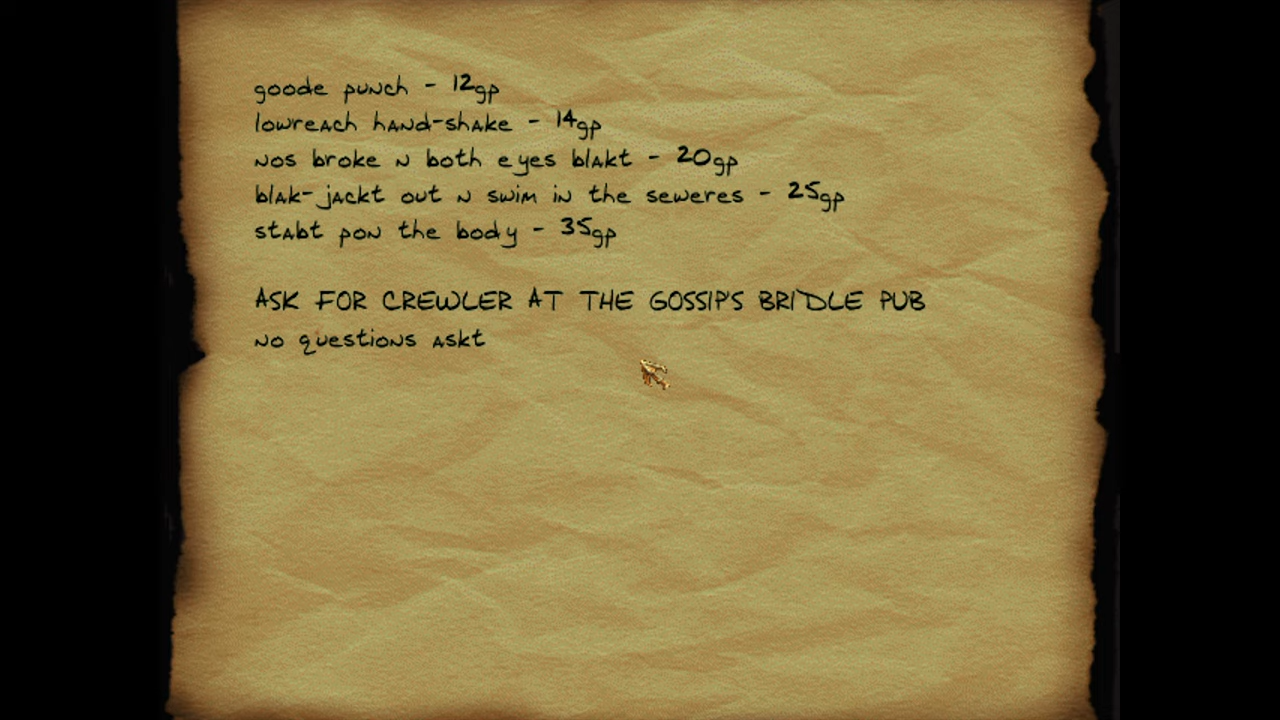 goode punch - 12gp
lowreach hand-shake - 14gp
nos broke n both eyes blakt - 20gp
blak-jackt out n swim in the seweres - 25gp
stabt pon the body - 35gp
ASK FOR CREWLER AT THE GOSSIP'S BRIDLE PUB
no questions askt